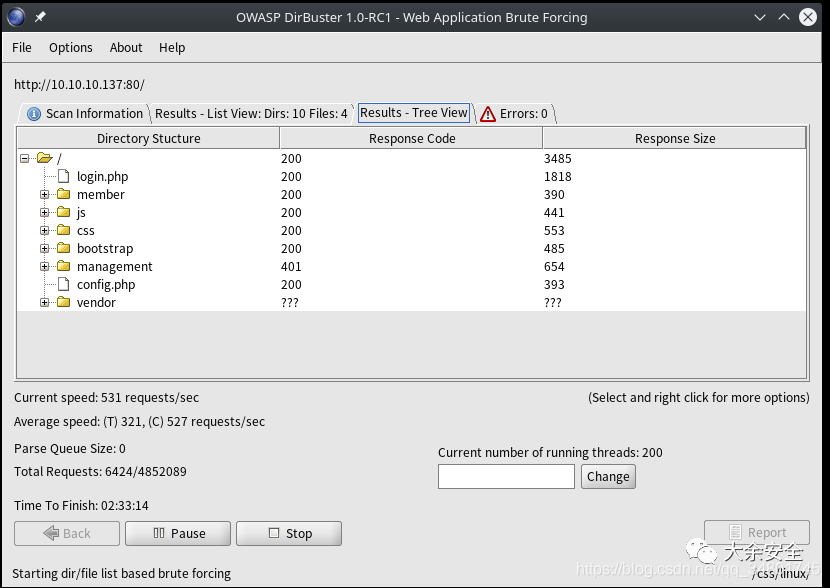 OWASP DirBuster 1.0-RC1 - Web Application Brute Forcing
File Options About Help
http://10.10.10.137:80/
Scan Information Results - List View: Dirs: 10 Files: 4 Results - Tree View Errors: 0
Directory Stucture Response Code Response Size
/ 200 3485
login.php 200 1818
member 200 390
js 200 441
css 200 553
bootstrap 200 485
management 401 654
config.php 200 393
vendor ??? ???
Current speed: 531 requests/sec (Select and right click for more options)
Average speed: (T) 321, (C) 527 requests/sec
Parse Queue Size: 0 Current number of running threads: 200
Total Requests: 6424/4852089 Change
Time To Finish: 02:33:14
Back Pause Stop Report
大余安全
Starting dir/file list based brute forcing /css/linux/